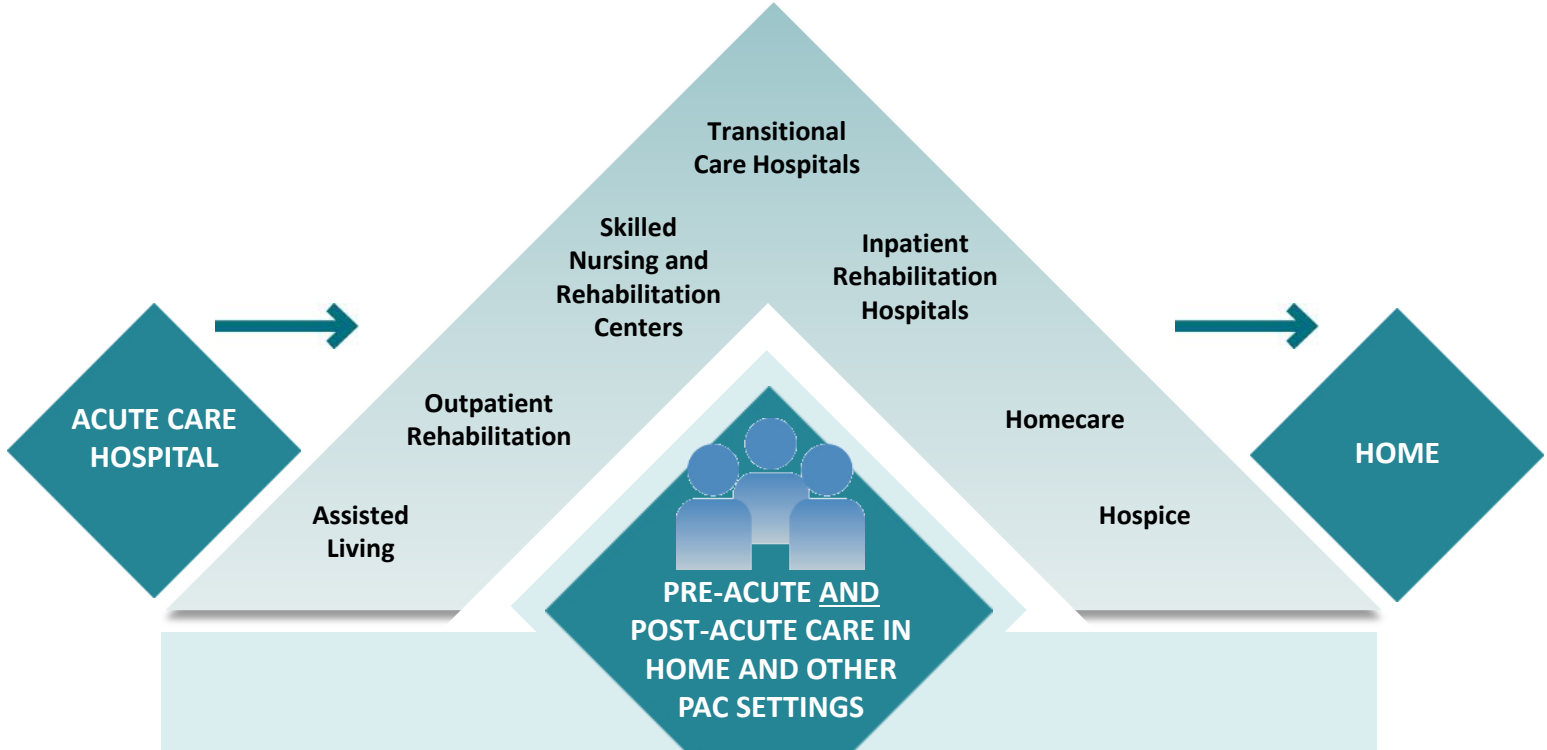 Transitional
Care Hospitals
Skilled
Nursing and
Rehabilitation
Centers
Inpatient
Rehabilitation
Hospitals
ACUTE CARE
HOSPITAL
Outpatient
Rehabilitation
Homecare
HOME
Assisted
Living
Hospice
PRE-ACUTE AND
POST-ACUTE CARE IN
HOME AND OTHER
PAC SETTINGS